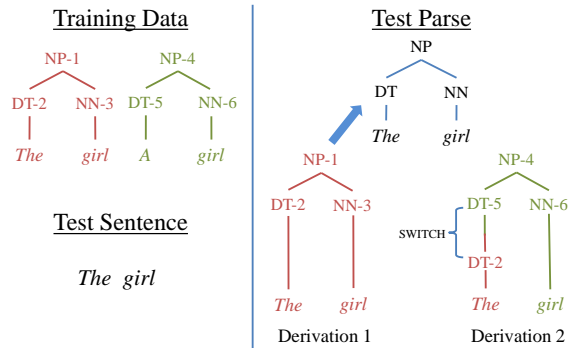 Training Data
NP-1 NP-4
DT-2 NN-3 DT-5 NN-6
The girl A girl
Test Sentence
The girl
Test Parse
NP
DT NN
The girl
NP-1 NP-4
DT-2 NN-3 DT-5 NN-6
SWITCH
DT-2
The girl The girl
Derivation 1 Derivation 2